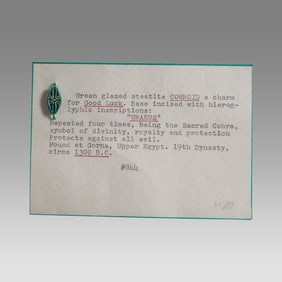 Green glazed steatite COWROID a charm
for Good Luck. Base incised with hierog-
lyphic inscriptions:
"URAEUS"
Repeated four times, being the Sacred Cobra,
symbol of divinity, royalty and protection
Protects against all evil.
Found at Gorna, Upper Egypt. 19th Dynasty,
circa 1300 B.C.
#844